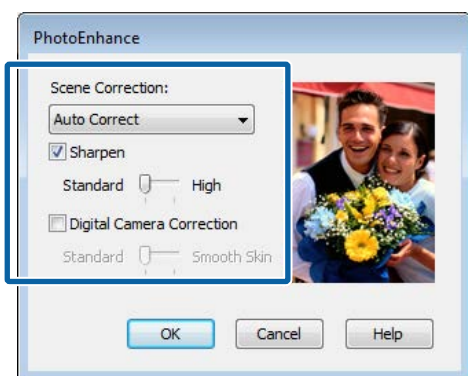 PhotoEnhance
Scene Correction:
Auto Correct
Sharpen
Standard High
Digital Camera Correction
Standard Smooth Skin
OK Cancel Help